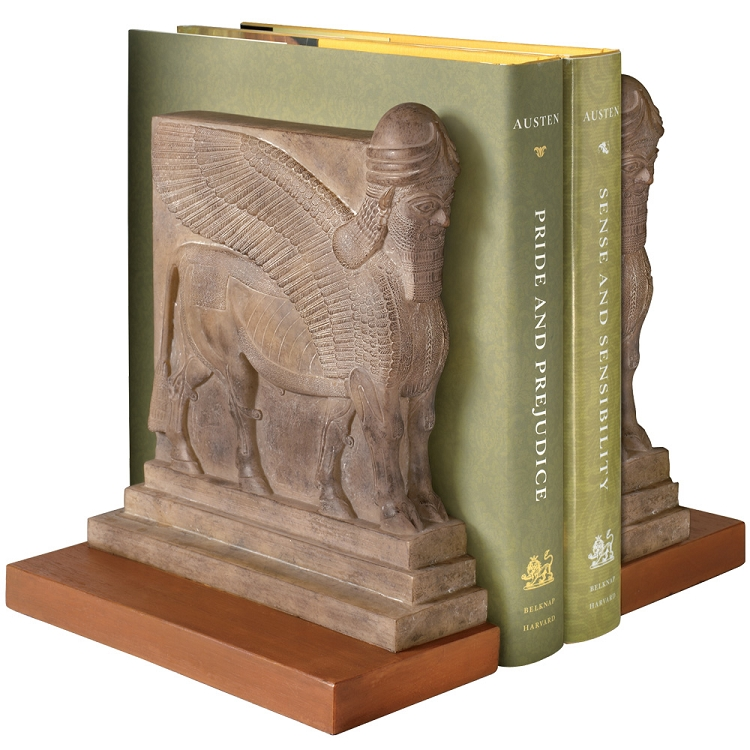 AUSTEN
PRIDE AND PREJUDICE
BELKNAP
HARVARD
AUSTEN
SENSE AND SENSIBILITY
BELKNAP
HARVARD